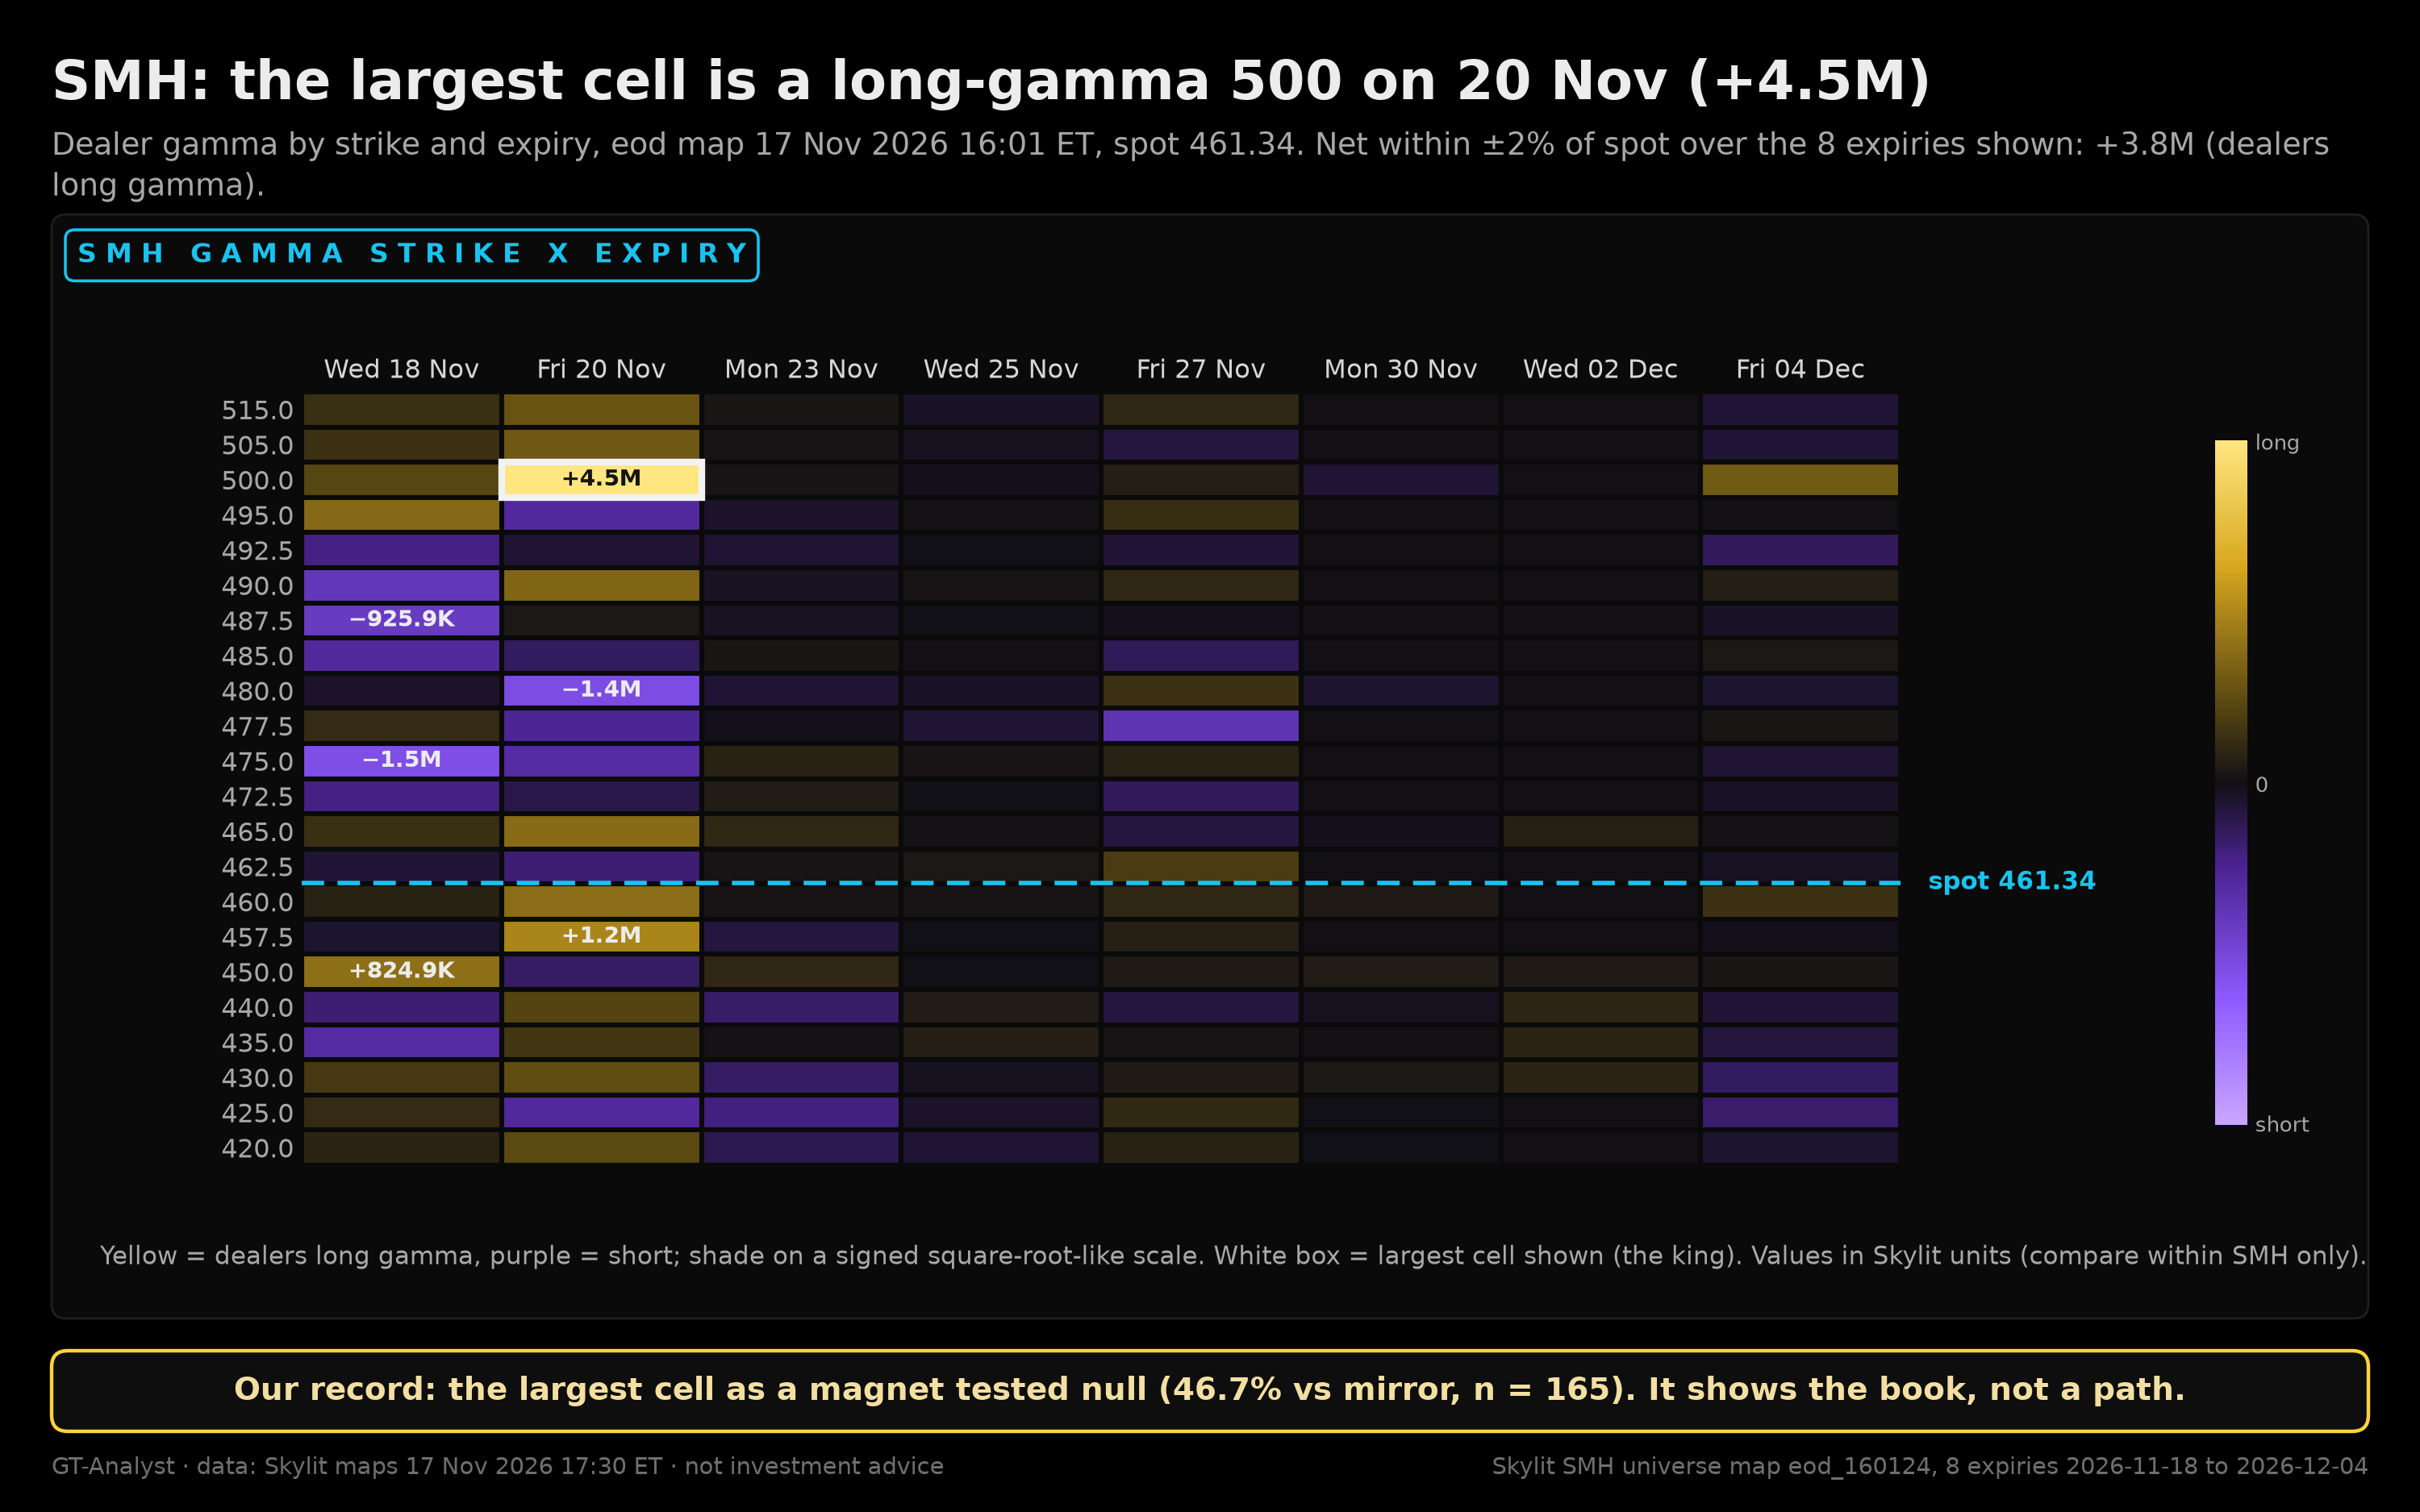 SMH: the largest cell is a long-gamma 500 on 20 Nov (+4.5M)
Dealer gamma by strike and expiry, eod map 17 Nov 2026 16:01 ET, spot 461.34. Net within ±2% of spot over the 8 expiries shown: +3.8M (dealers
long gamma).
SMH GAMMA STRIKE X EXPIRY
Wed 18 Nov Fri 20 Nov Mon 23 Nov Wed 25 Nov Fri 27 Nov Mon 30 Nov Wed 02 Dec Fri 04 Dec
515.0
505.0
long
500.0 +4.5M
495.0
492.5
490.0
487.5 −925.9K
485.0
480.0 −1.4M
477.5
475.0 −1.5M
0
472.5
465.0
462.5
spot 461.34
460.0
457.5 +1.2M
450.0 +824.9K
440.0
435.0
430.0
425.0
short
420.0
Yellow = dealers long gamma, purple = short; shade on a signed square-root-like scale. White box = largest cell shown (the king). Values in Skylit units (compare within SMH only).
Our record: the largest cell as a magnet tested null (46.7% vs mirror, n = 165). It shows the book, not a path.
GT-Analyst · data: Skylit maps 17 Nov 2026 17:30 ET · not investment advice
Skylit SMH universe map eod_160124, 8 expiries 2026-11-18 to 2026-12-04